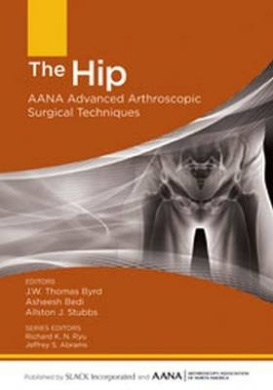 The Hip
AANA Advanced Arthroscopic
Surgical Techniques
EDITORS
J.W. Thomas Byrd
Asheesh Bedi
Allston J. Stubbs
SERIES EDITORS
Richard K. N. Ryu
Jeffrey S. Abrams
Published by SLACK Incorporated and AANA ARTHROSCOPY ASSOCIATION
OF NORTH AMERICA